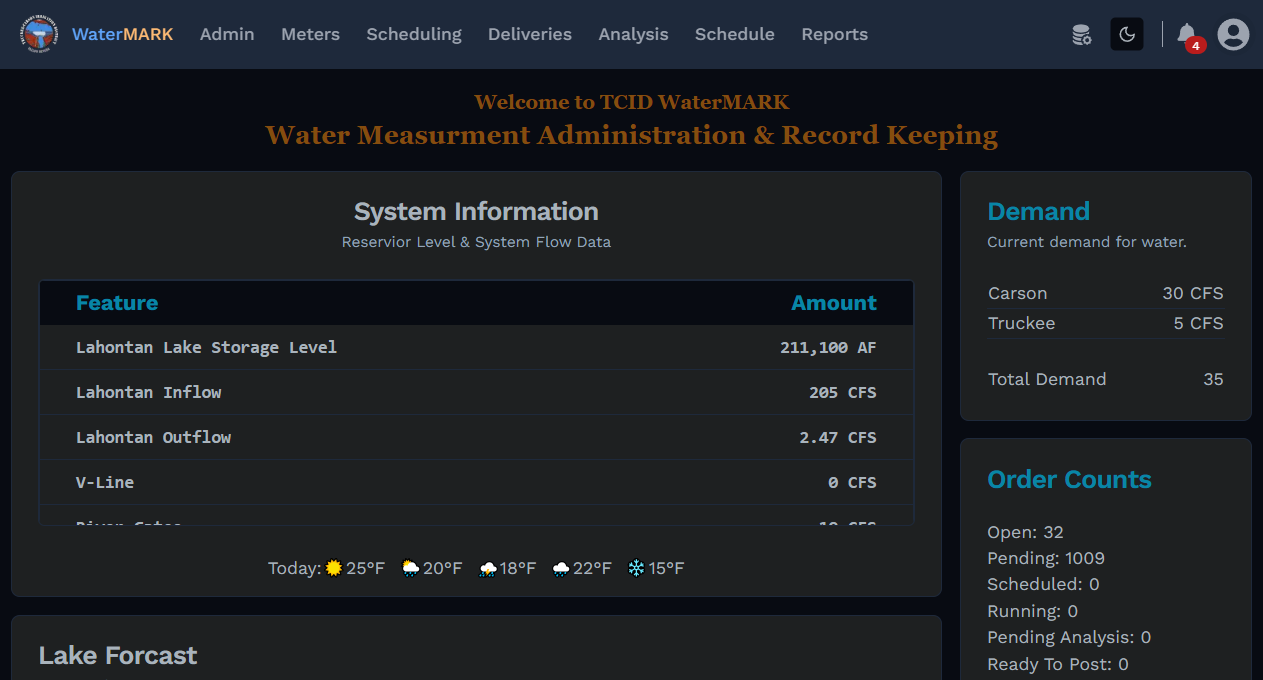 WaterMARK Admin Meters Scheduling Deliveries Analysis Schedule Reports 4
Welcome to TCID WaterMARK
Water Measurment Administration & Record Keeping
System Information
Reservior Level & System Flow Data
Feature Amount
Lahontan Lake Storage Level 211,100 AF
Lahontan Inflow 205 CFS
Lahontan Outflow 2.47 CFS
V-Line 0 CFS
Today: 25°F 20°F 18°F 22°F 15°F
Lake Forcast
Demand
Current demand for water.
Carson 30 CFS
Truckee 5 CFS
Total Demand 35
Order Counts
Open: 32
Pending: 1009
Scheduled: 0
Running: 0
Pending Analysis: 0
Ready To Post: 0